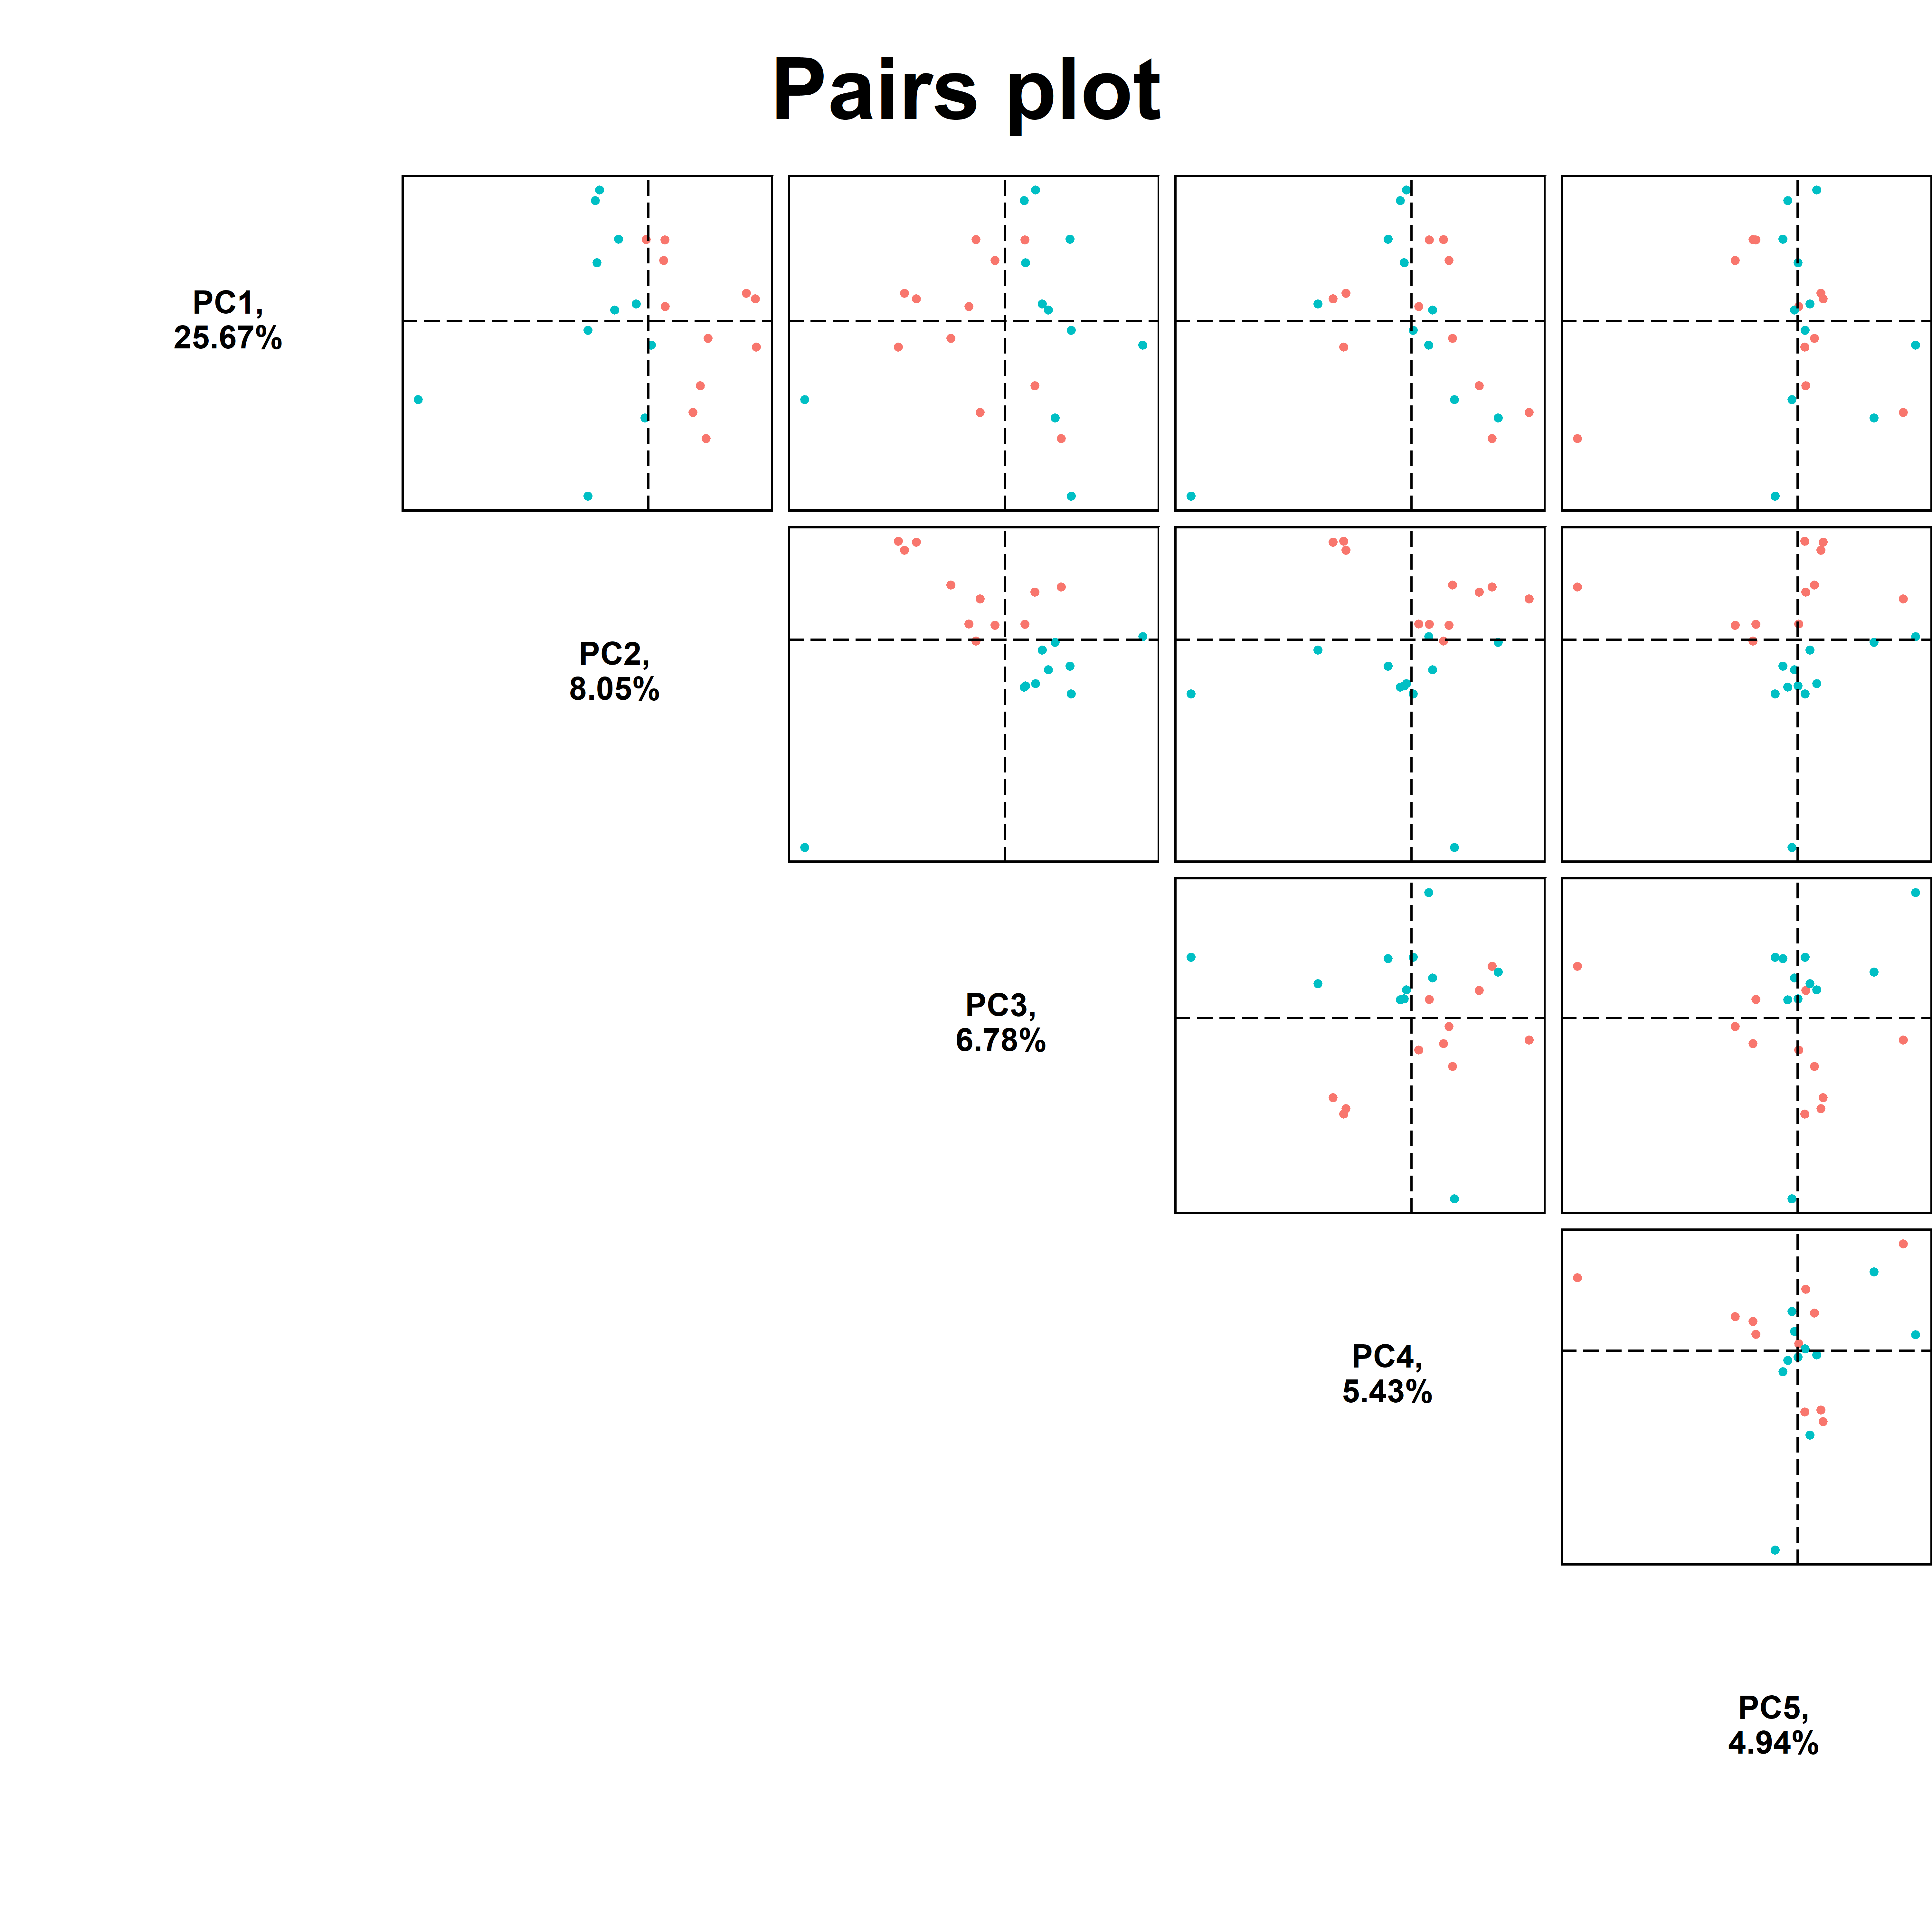 Pairs plot
PC1,
25.67%
PC2,
8.05%
PC3,
6.78%
PC4,
5.43%
PC5,
4.94%